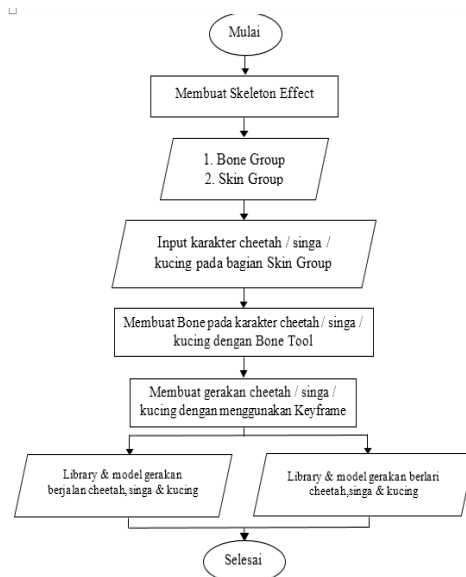 Mulai
Membuat Skeleton Effect
1. Bone Group
2. Skin Group
Input karakter cheetah / singa /
kucing pada bagian Skin Group
Membuat Bone pada karakter cheetah / singa /
kucing dengan Bone Tool
Membuat gerakan cheetah / singa /
kucing dengan menggunakan Keyframe
Library & model gerakan
berjalan cheetah, singa & kucing
Library & model gerakan berlari
cheetah,singa & kucing
Selesai